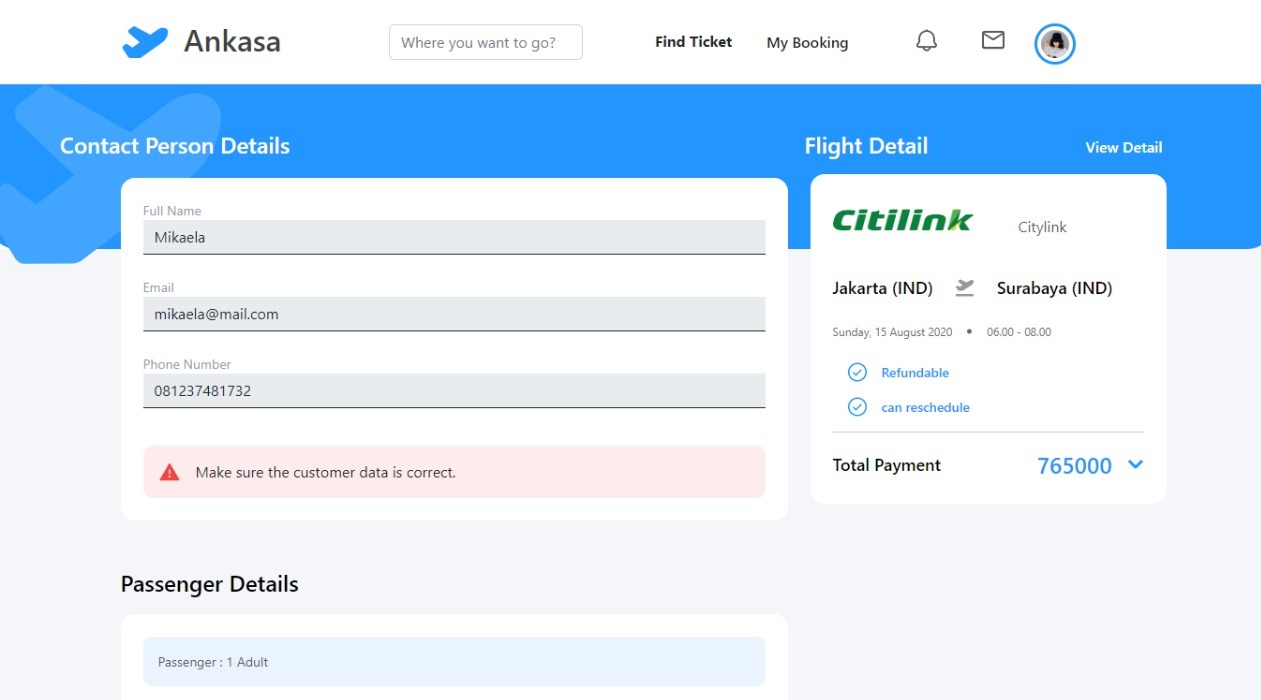 Ankasa
Where you want to go?
Find Ticket
My Booking
Contact Person Details
Full Name
Mikaela
Email
mikaela@mail.com
Phone Number
081237481732
Make sure the customer data is correct.
Flight Detail
View Detail
Citilink
Citylink
Jakarta (IND)
Surabaya (IND)
Sunday, 15 August 2020 • 06.00 - 08.00
Refundable
can reschedule
Total Payment
765000
Passenger Details
Passenger : 1 Adult